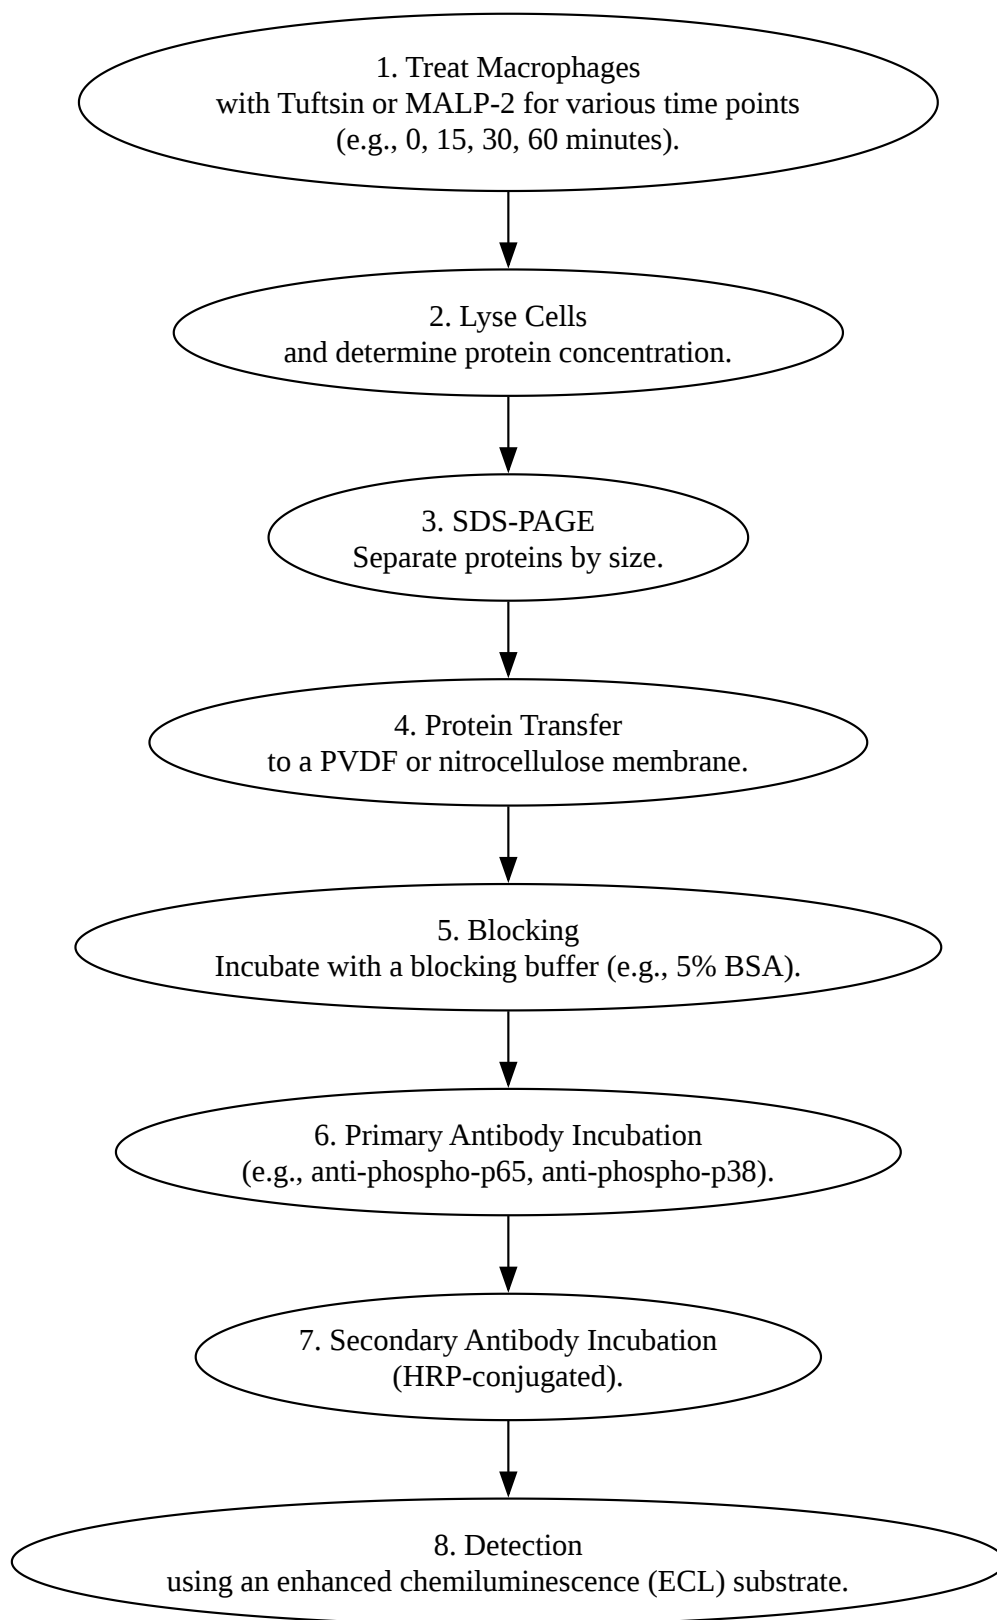 1. Treat Macrophages
with Tuftsin or MALP-2 for various time points
(e.g., 0, 15, 30, 60 minutes).
2. Lyse Cells
and determine protein concentration.
3. SDS-PAGE
Separate proteins by size.
4. Protein Transfer
to a PVDF or nitrocellulose membrane.
5. Blocking
Incubate with a blocking buffer (e.g., 5% BSA).
6. Primary Antibody Incubation
(e.g., anti-phospho-p65, anti-phospho-p38).
7. Secondary Antibody Incubation
(HRP-conjugated).
8. Detection
using an enhanced chemiluminescence (ECL) substrate.